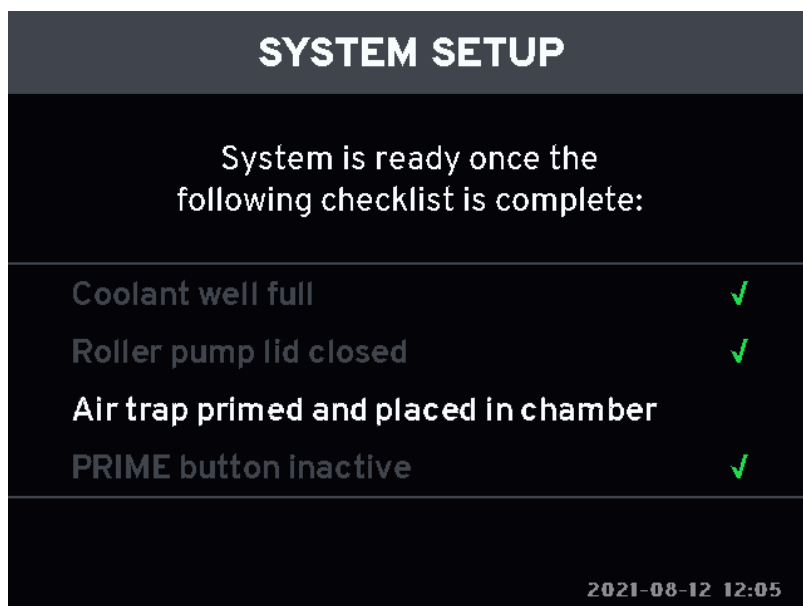 SYSTEM SETUP
System is ready once the
following checklist is complete:
Coolant well full √
Roller pump lid closed √
Air trap primed and placed in chamber
PRIME button inactive √
2021-08-12 12:05